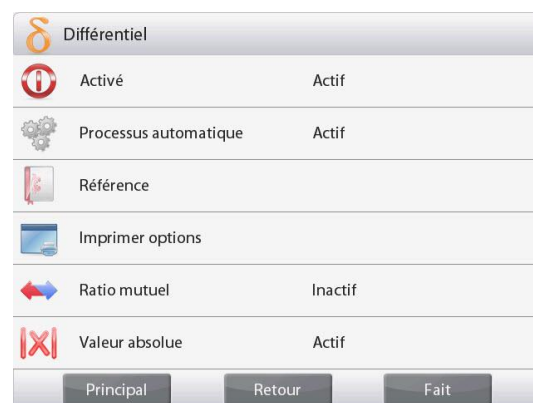 δ Différentiel
Activé Actif
Processus automatique Actif
Référence
Imprimer options
Ratio mutuel Inactif
|X| Valeur absolue Actif
Principal Retour Fait